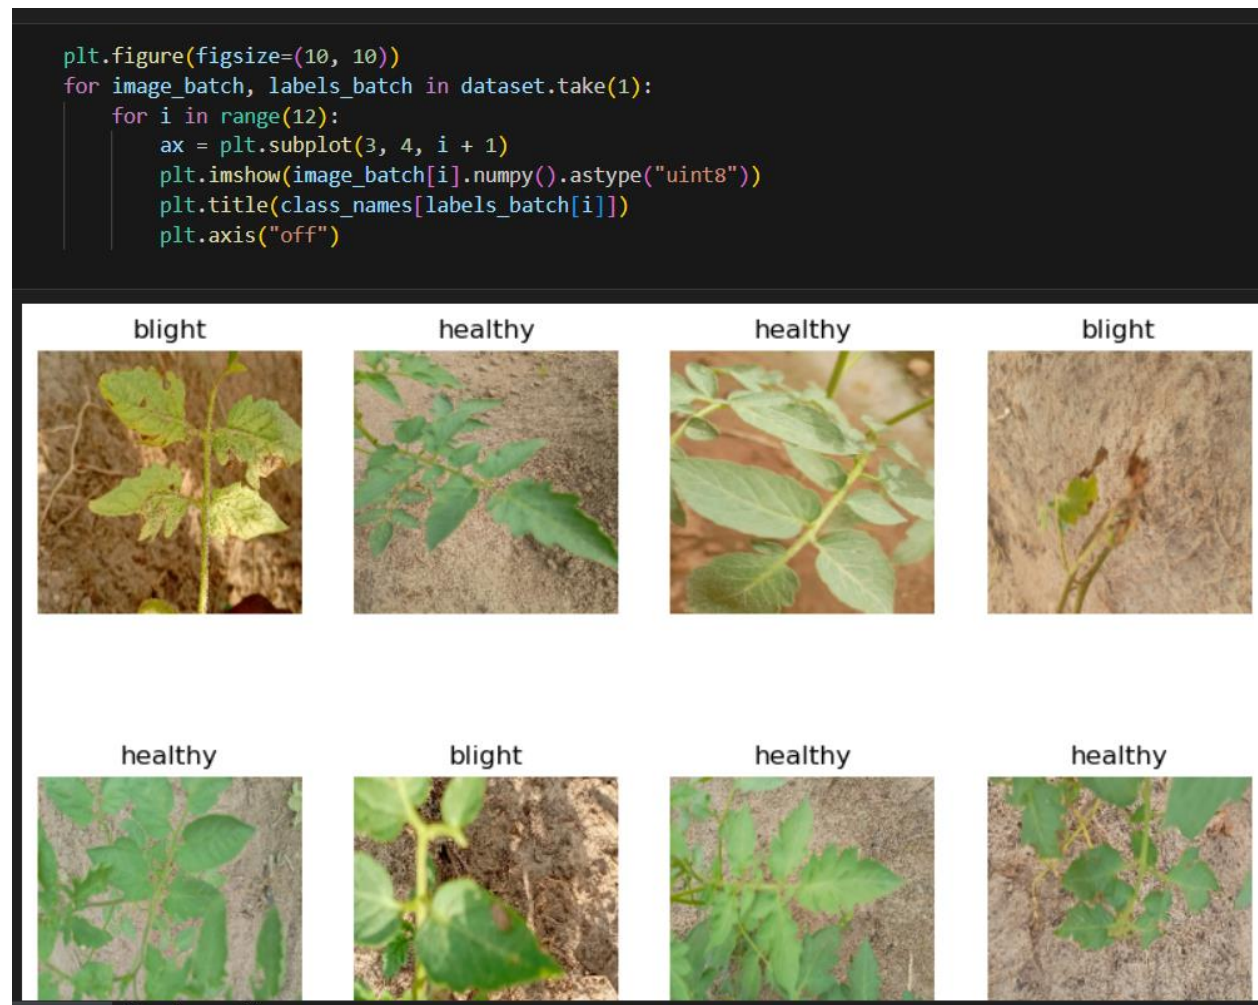 plt.figure(figsize=(10, 10))
for image_batch, labels_batch in dataset.take(1):
    for i in range(12):
        ax = plt.subplot(3, 4, i + 1)
        plt.imshow(image_batch[i].numpy().astype("uint8"))
        plt.title(class_names[labels_batch[i]])
        plt.axis("off")
blight healthy healthy blight
healthy blight healthy healthy